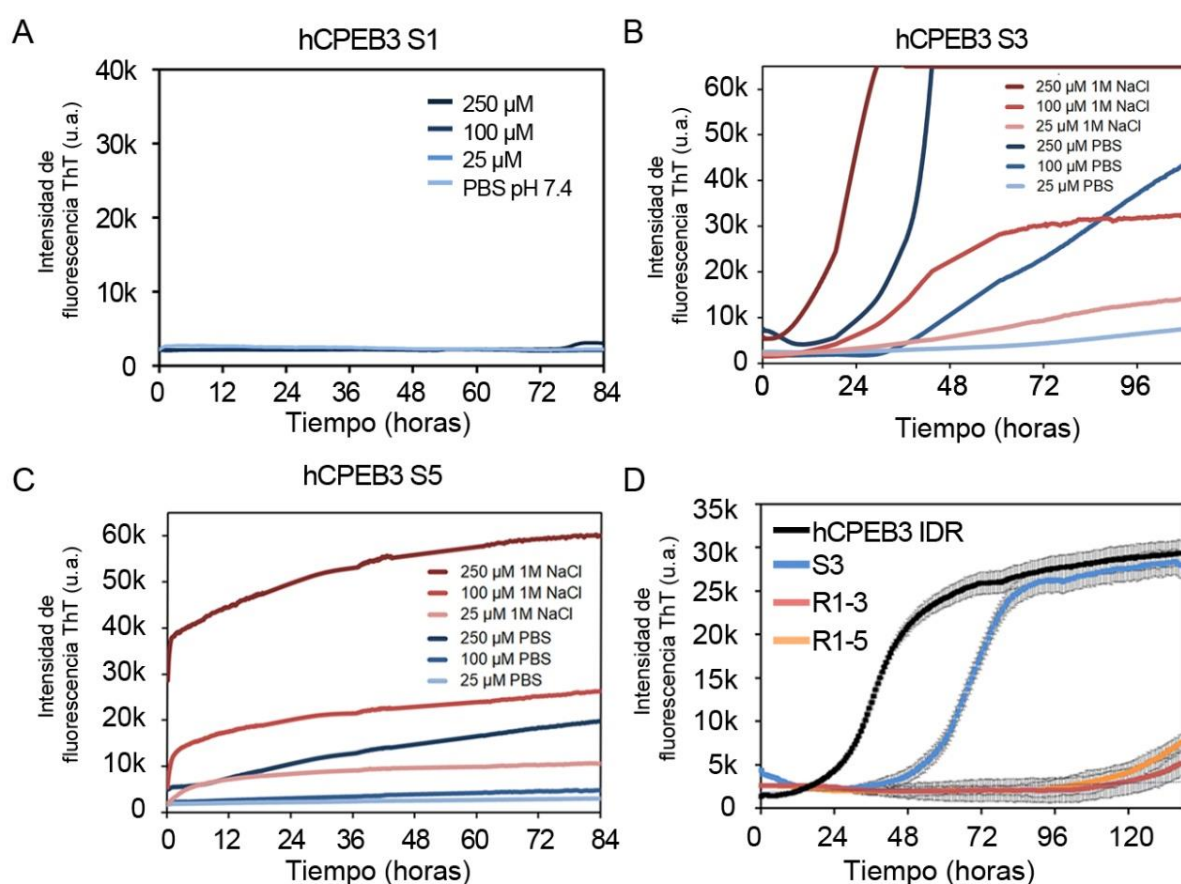 A
hCPEB3 S1
Intensidad de
fluorescencia ThT (u.a.)
40k
30k
20k
10k
0
250 µM
100 µM
25 µM
PBS pH 7.4
0 12 24 36 48 60 72 84
Tiempo (horas)
B
hCPEB3 S3
Intensidad de
fluorescencia ThT (u.a.)
60k
50k
40k
30k
20k
10k
0
250 µM 1M NaCl
100 µM 1M NaCl
25 µM 1M NaCl
250 µM PBS
100 µM PBS
25 µM PBS
0 24 48 72 96
Tiempo (horas)
C
hCPEB3 S5
Intensidad de
fluorescencia ThT (u.a.)
60k
50k
40k
30k
20k
10k
0
250 µM 1M NaCl
100 µM 1M NaCl
25 µM 1M NaCl
250 µM PBS
100 µM PBS
25 µM PBS
0 12 24 36 48 60 72 84
Tiempo (horas)
D
Intensidad de
fluorescencia ThT (u.a.)
35k
30k
25k
20k
15k
10k
5k
0
hCPEB3 IDR
S3
R1-3
R1-5
0 24 48 72 96 120
Tiempo (horas)